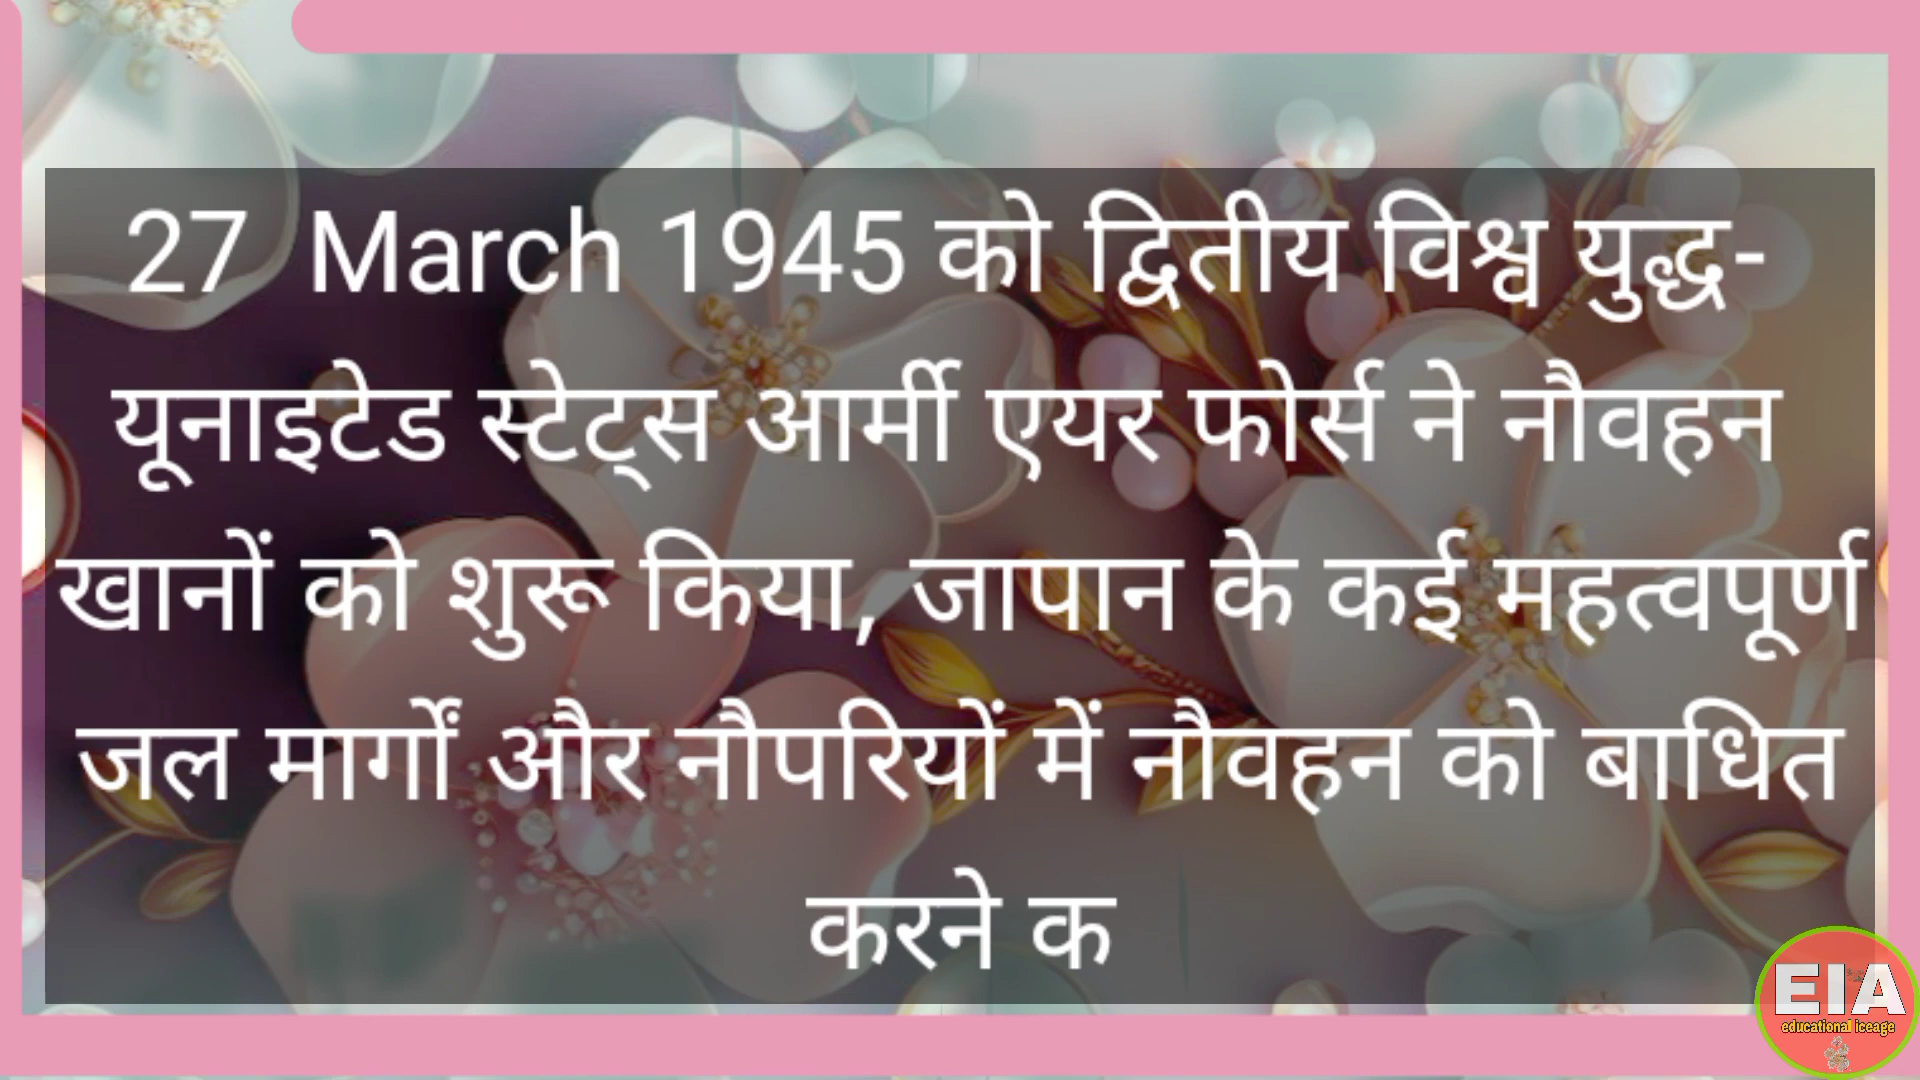 27  March 1945 को द्वितीय विश्व युद्ध-
यूनाइटेड स्टेट्स आर्मी एयर फोर्स ने नौवहन
खानों को शुरू किया, जापान के कई महत्वपूर्ण
जल मार्गों और नौपरियों में नौवहन को बाधित
करने क
EIA
educational iceage